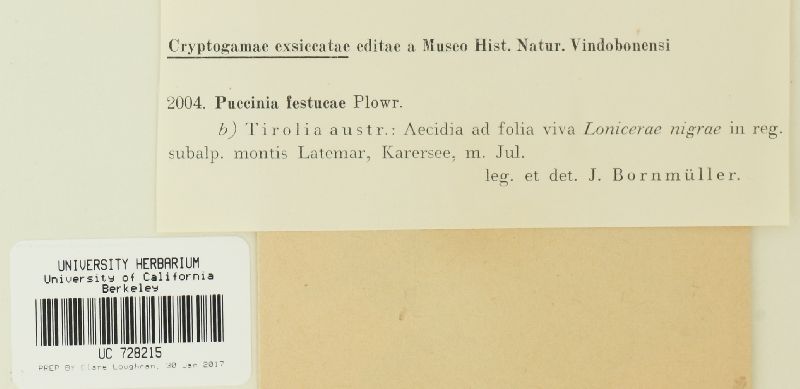 Cryptogamae exsiccatae editae a Museo Hist. Natur. Vindobonensi
2004. Puccinia festucae Plowr.
b) Tirolia austr.: Aecidia ad folia viva Lonicerae nigrae in reg.
subalp. montis Latemar, Karersee, m. Jul.
leg. et det. J. Bornmüller.
UNIVERSITY HERBARIUM
University of California
Berkeley
UC 728215
PREP BY Clare Loughran, 30 Jan 2017